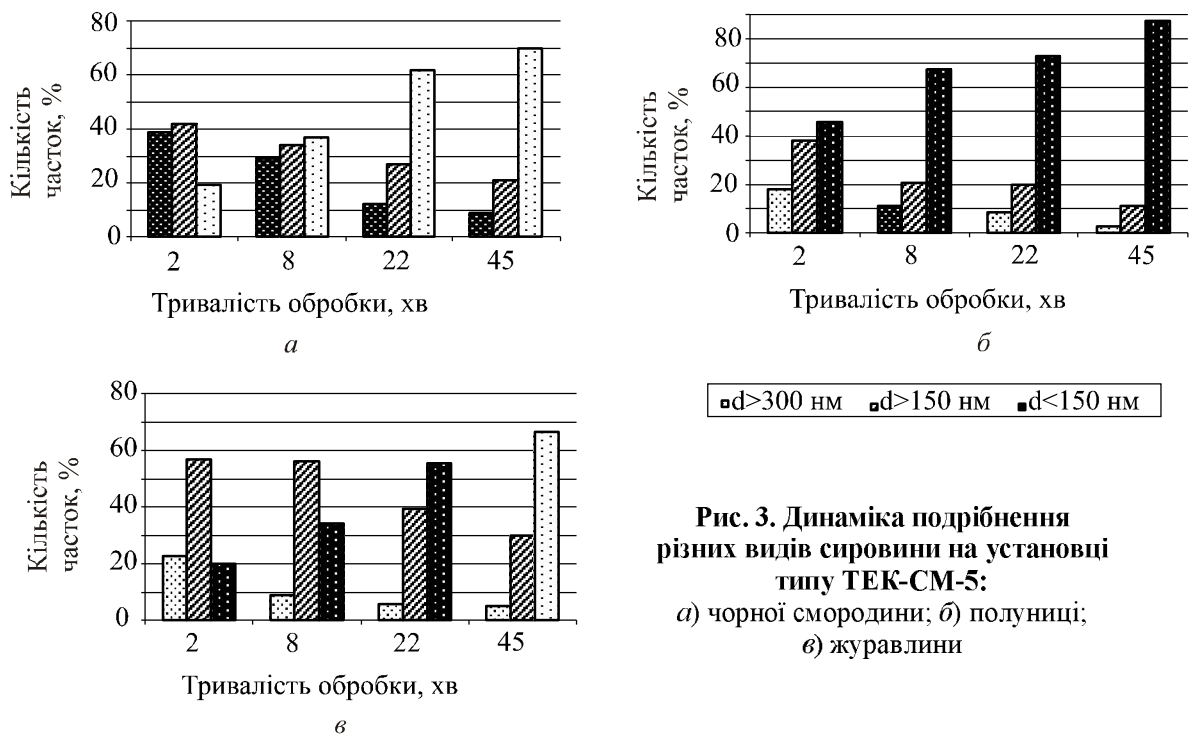 Кількість
часток, %
80
60
40
20
0
2 8 22 45
Тривалість обробки, хв
а
Кількість
часток, %
80
60
40
20
0
2 8 22 45
Тривалість обробки, хв
б
Кількість
часток, %
80
60
40
20
0
2 8 22 45
Тривалість обробки, хв
в
d>300 нм d>150 нм d<150 нм
Рис. 3. Динаміка подрібнення
різних видів сировини на установці
типу ТЕК-СМ-5:
а) чорної смородини; б) полуниці;
в) журавлини